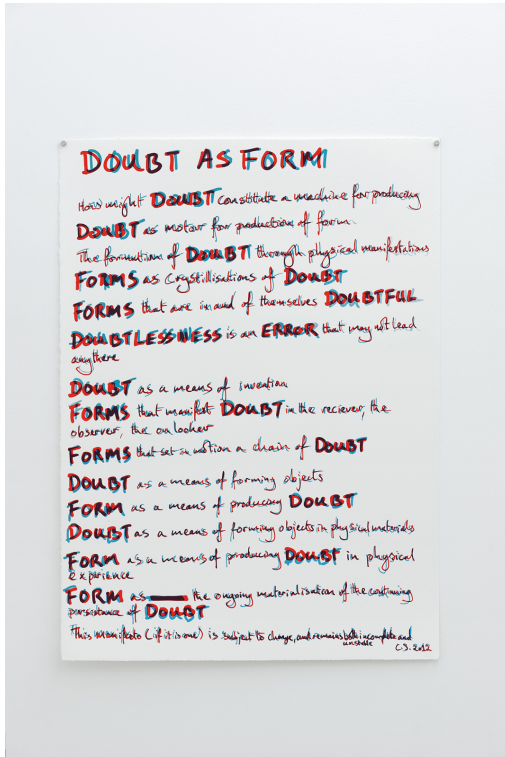 DOUBT AS FORM
How might DOUBT constitute a machine for producing
DOUBT as motor for production of form
The formation of DOUBT through physical manifestations
FORMS as crystillisations of DOUBT
FORMS that are in and of themselves DOUBTFUL
DOUBTLESSNESS is an ERROR that may not lead
anythere
DOUBT as a means of invention
FORMS that manifest DOUBT in the reciever, the
observer, the onlooker
FORMS that set in motion a chain of DOUBT
DOUBT as a means of forming objects
FORM as a means of producing DOUBT
DOUBT as a means of forming objects in physical materials
FORM as a means of producing DOUBT in physical
experience
FORM as the ongoing materialisation of the continuing
persistance of DOUBT
This manifesto (if it is one) is subject to change, and remains both incomplete and
unstable
C.S. 2012